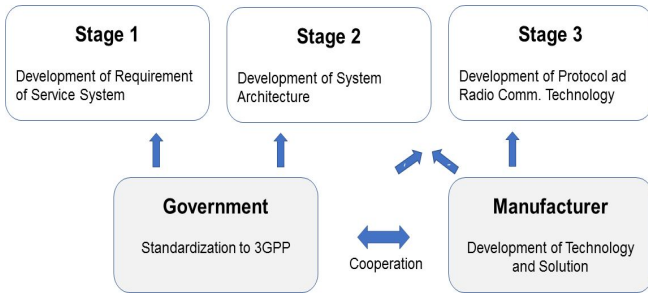 Stage 1
Development of Requirement
of Service System
Stage 2
Development of System
Architecture
Stage 3
Development of Protocol ad
Radio Comm. Technology
Government
Standardization to 3GPP
Cooperation
Manufacturer
Development of Technology
and Solution